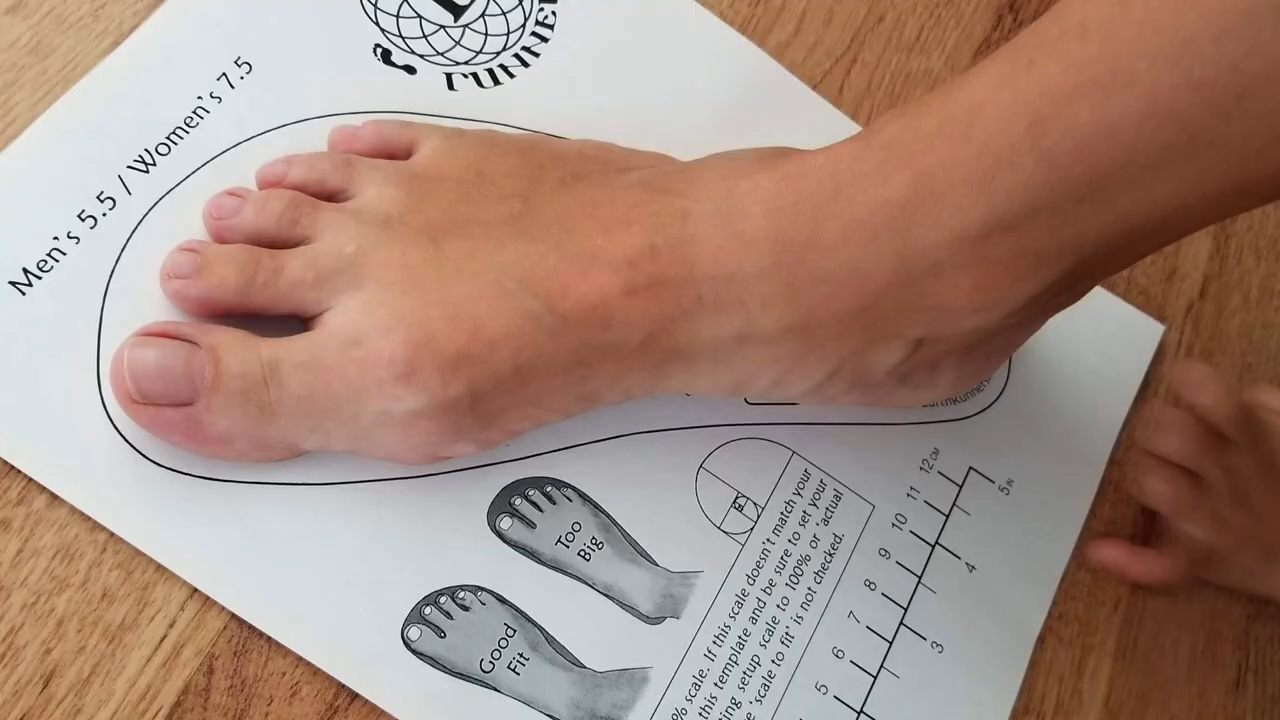 RUNNE
Men's 5.5 / Women's 7.5
Too
Big
Good
Fit
% scale. If this scale doesn't match your
this template and be sure to set your
ing setup scale to 100% or 'actual
e 'scale to fit' is not checked.
12 CM
11
10
9
8
7
6
5
5 IN
4
3